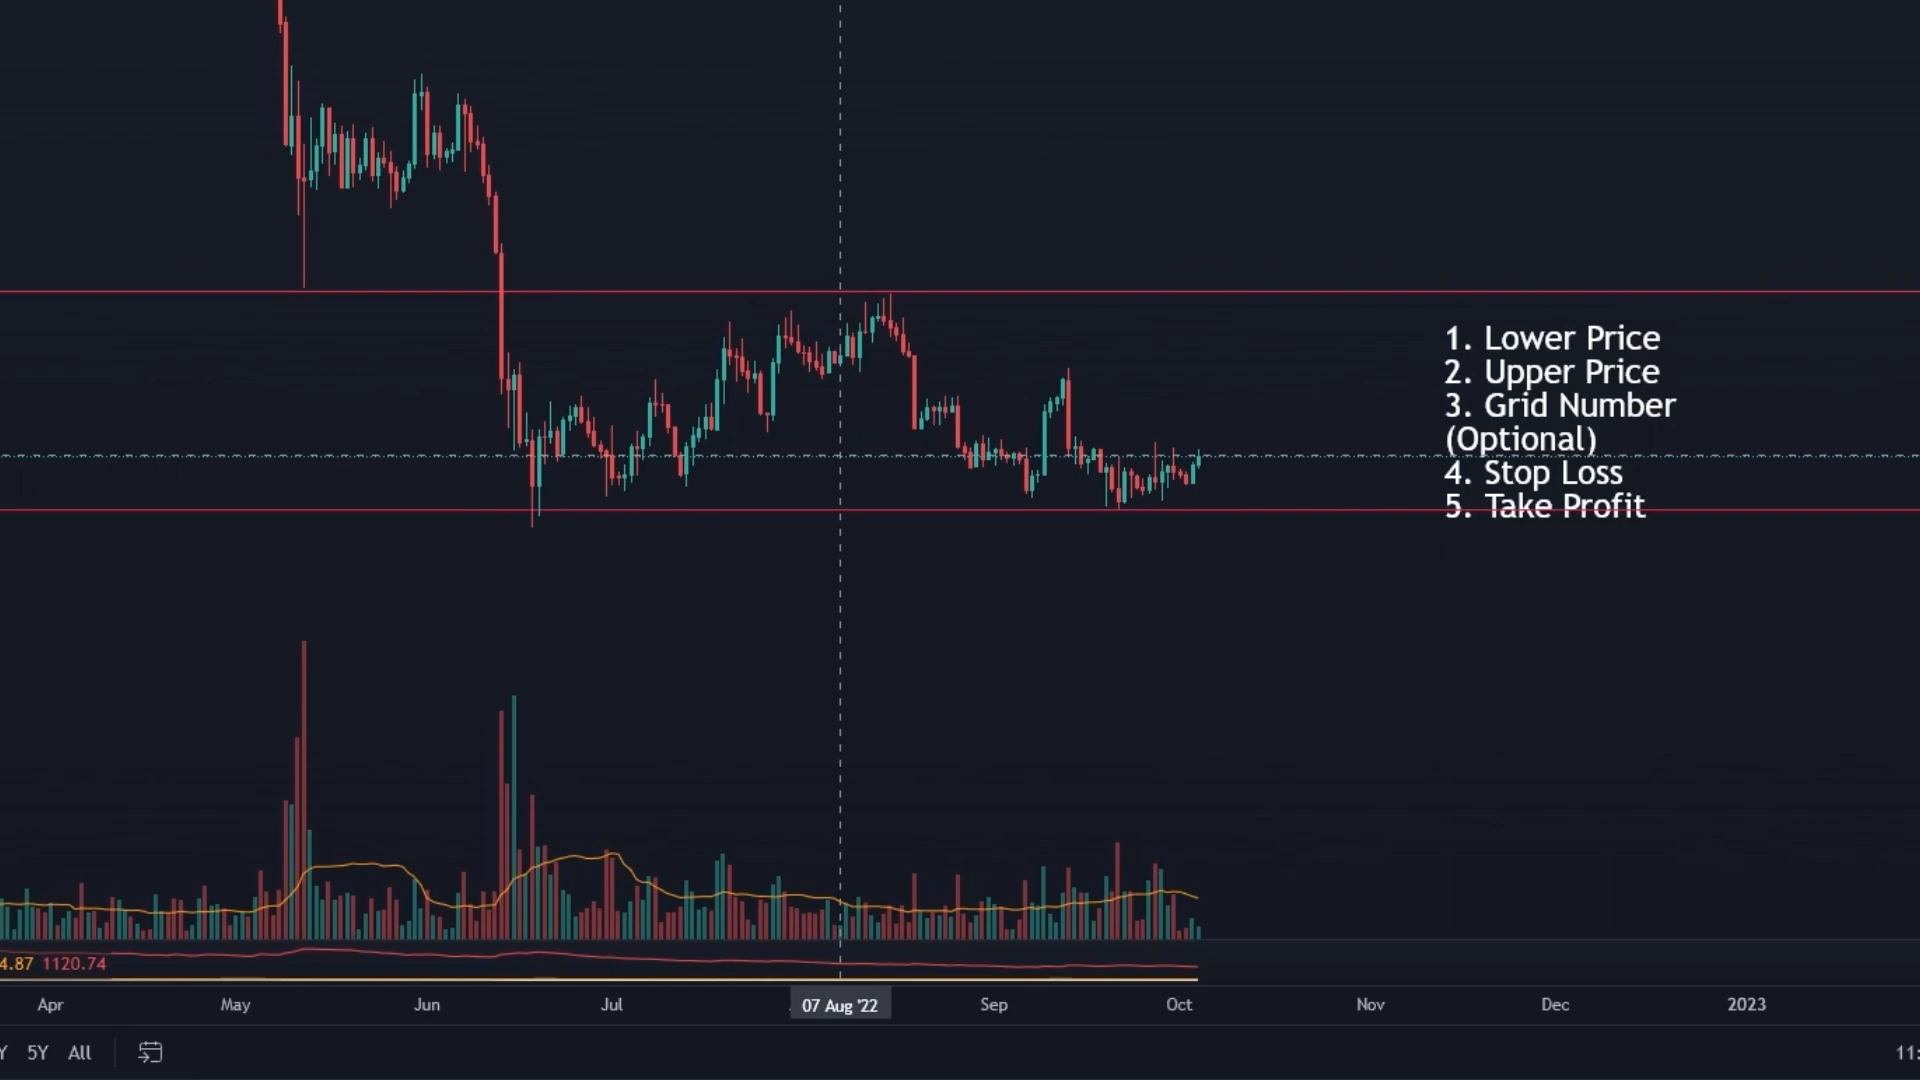 1. Lower Price
2. Upper Price
3. Grid Number
(Optional)
4. Stop Loss
5. Take Profit
4.87 1120.74
Apr May Jun Jul 07 Aug '22 Sep Oct Nov Dec 2023
Y 5Y All 11: